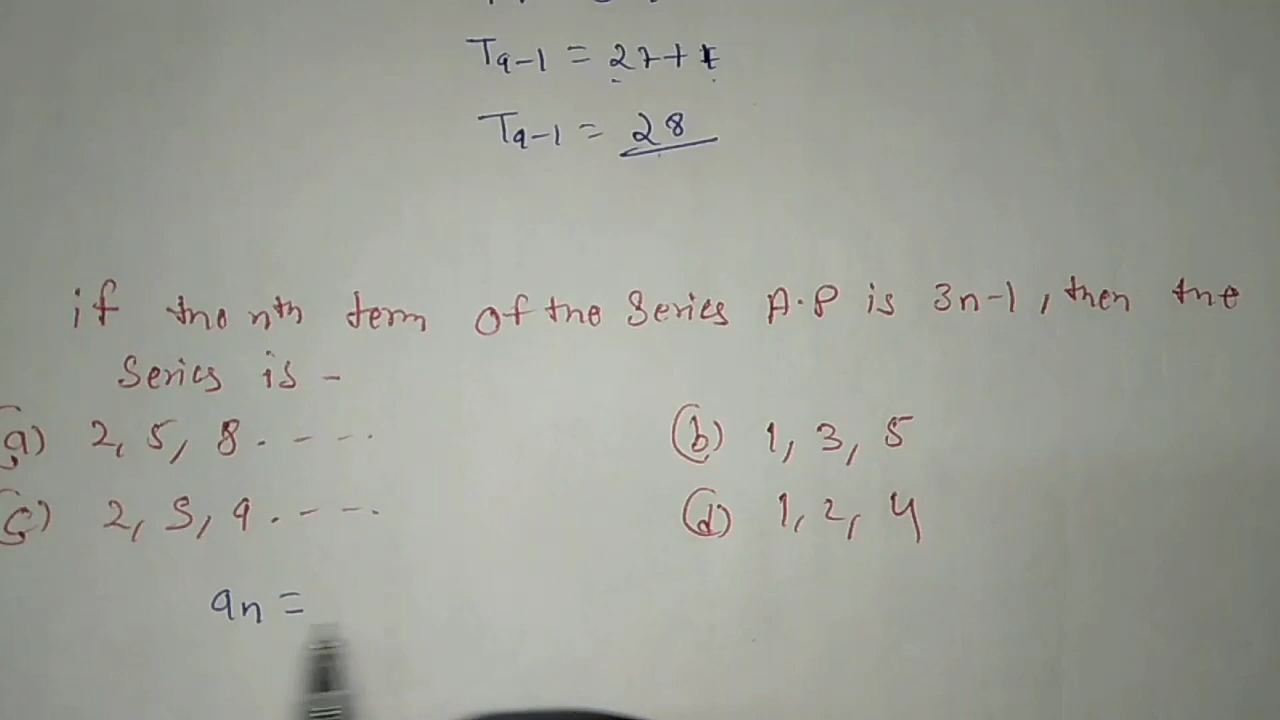 T9-1 = 27+1
T9-1 = 28
if the nth term of the Series A.P is 3n-1, then the
Series is -
(a) 2, 5, 8. - - - .
(b) 1, 3, 5
(c) 2, 5, 9. - - - .
(d) 1, 2, 4
an =